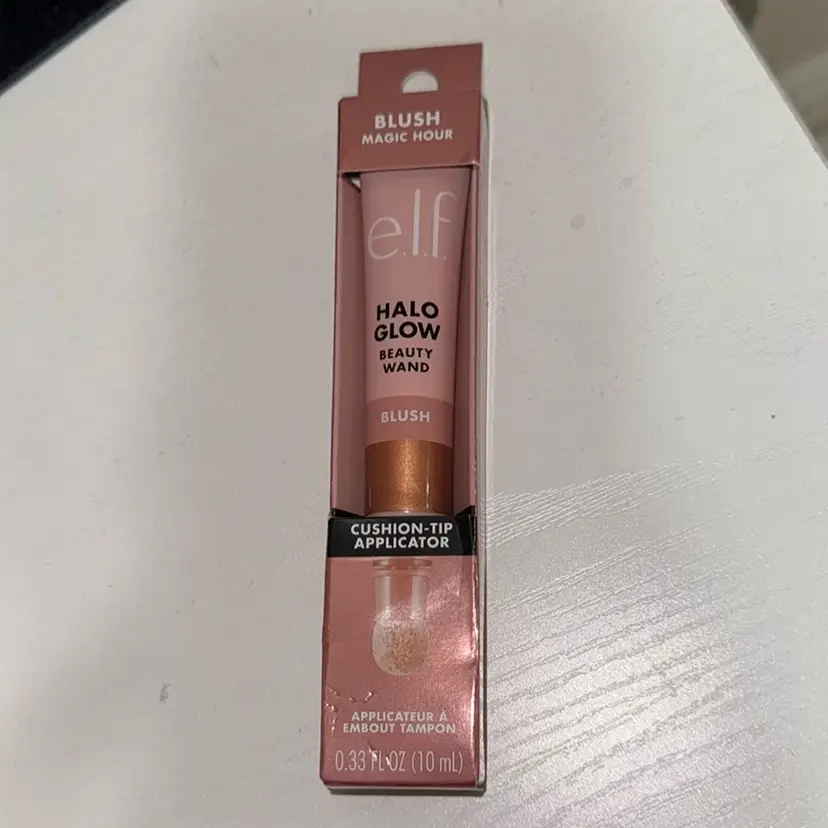 BLUSH
MAGIC HOUR
e.l.f.
HALO
GLOW
BEAUTY
WAND
BLUSH
CUSHION-TIP
APPLICATOR
APPLICATEUR À
EMBOUT TAMPON
0.33 FL OZ (10 mL)